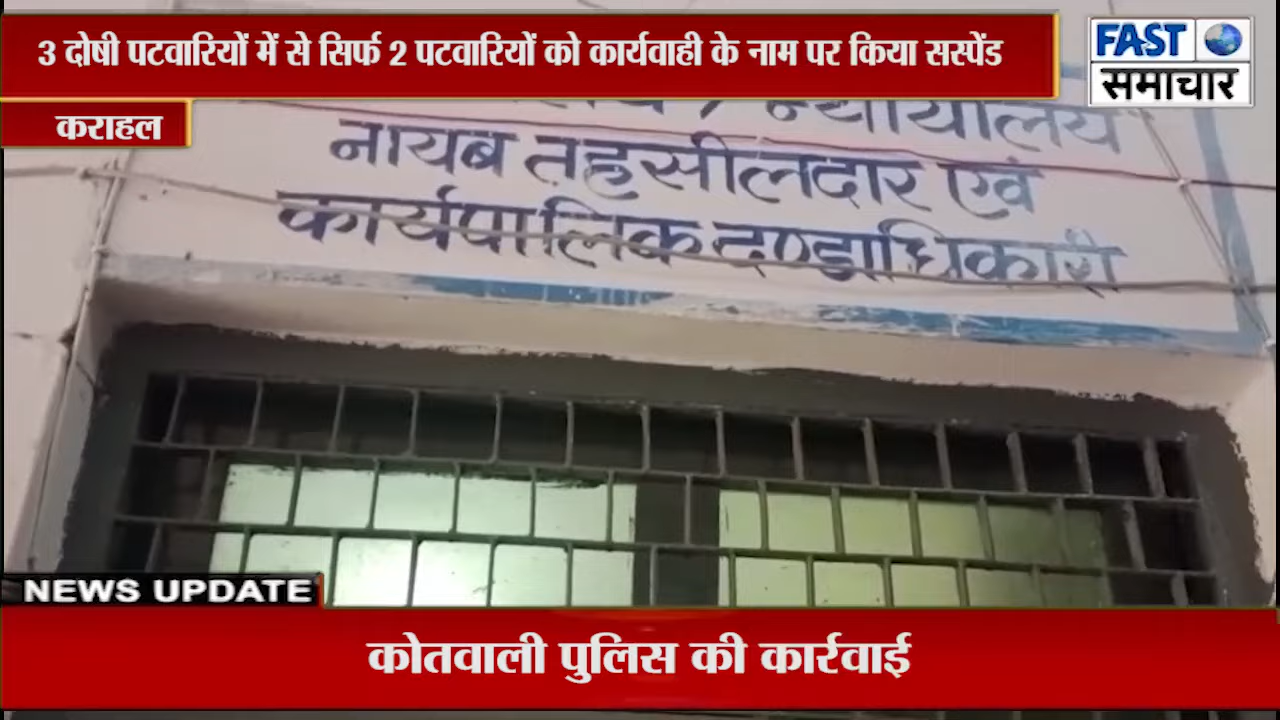 3 दोषी पटवारियों में से सिर्फ 2 पटवारियों को कार्यवाही के नाम पर किया सस्पेंड
FAST
समाचार
कराहल
न्यायालय
नायब तहसीलदार एवं
कार्यपालिक दण्डाधिकारी
NEWS UPDATE
कोतवाली पुलिस की कार्रवाई